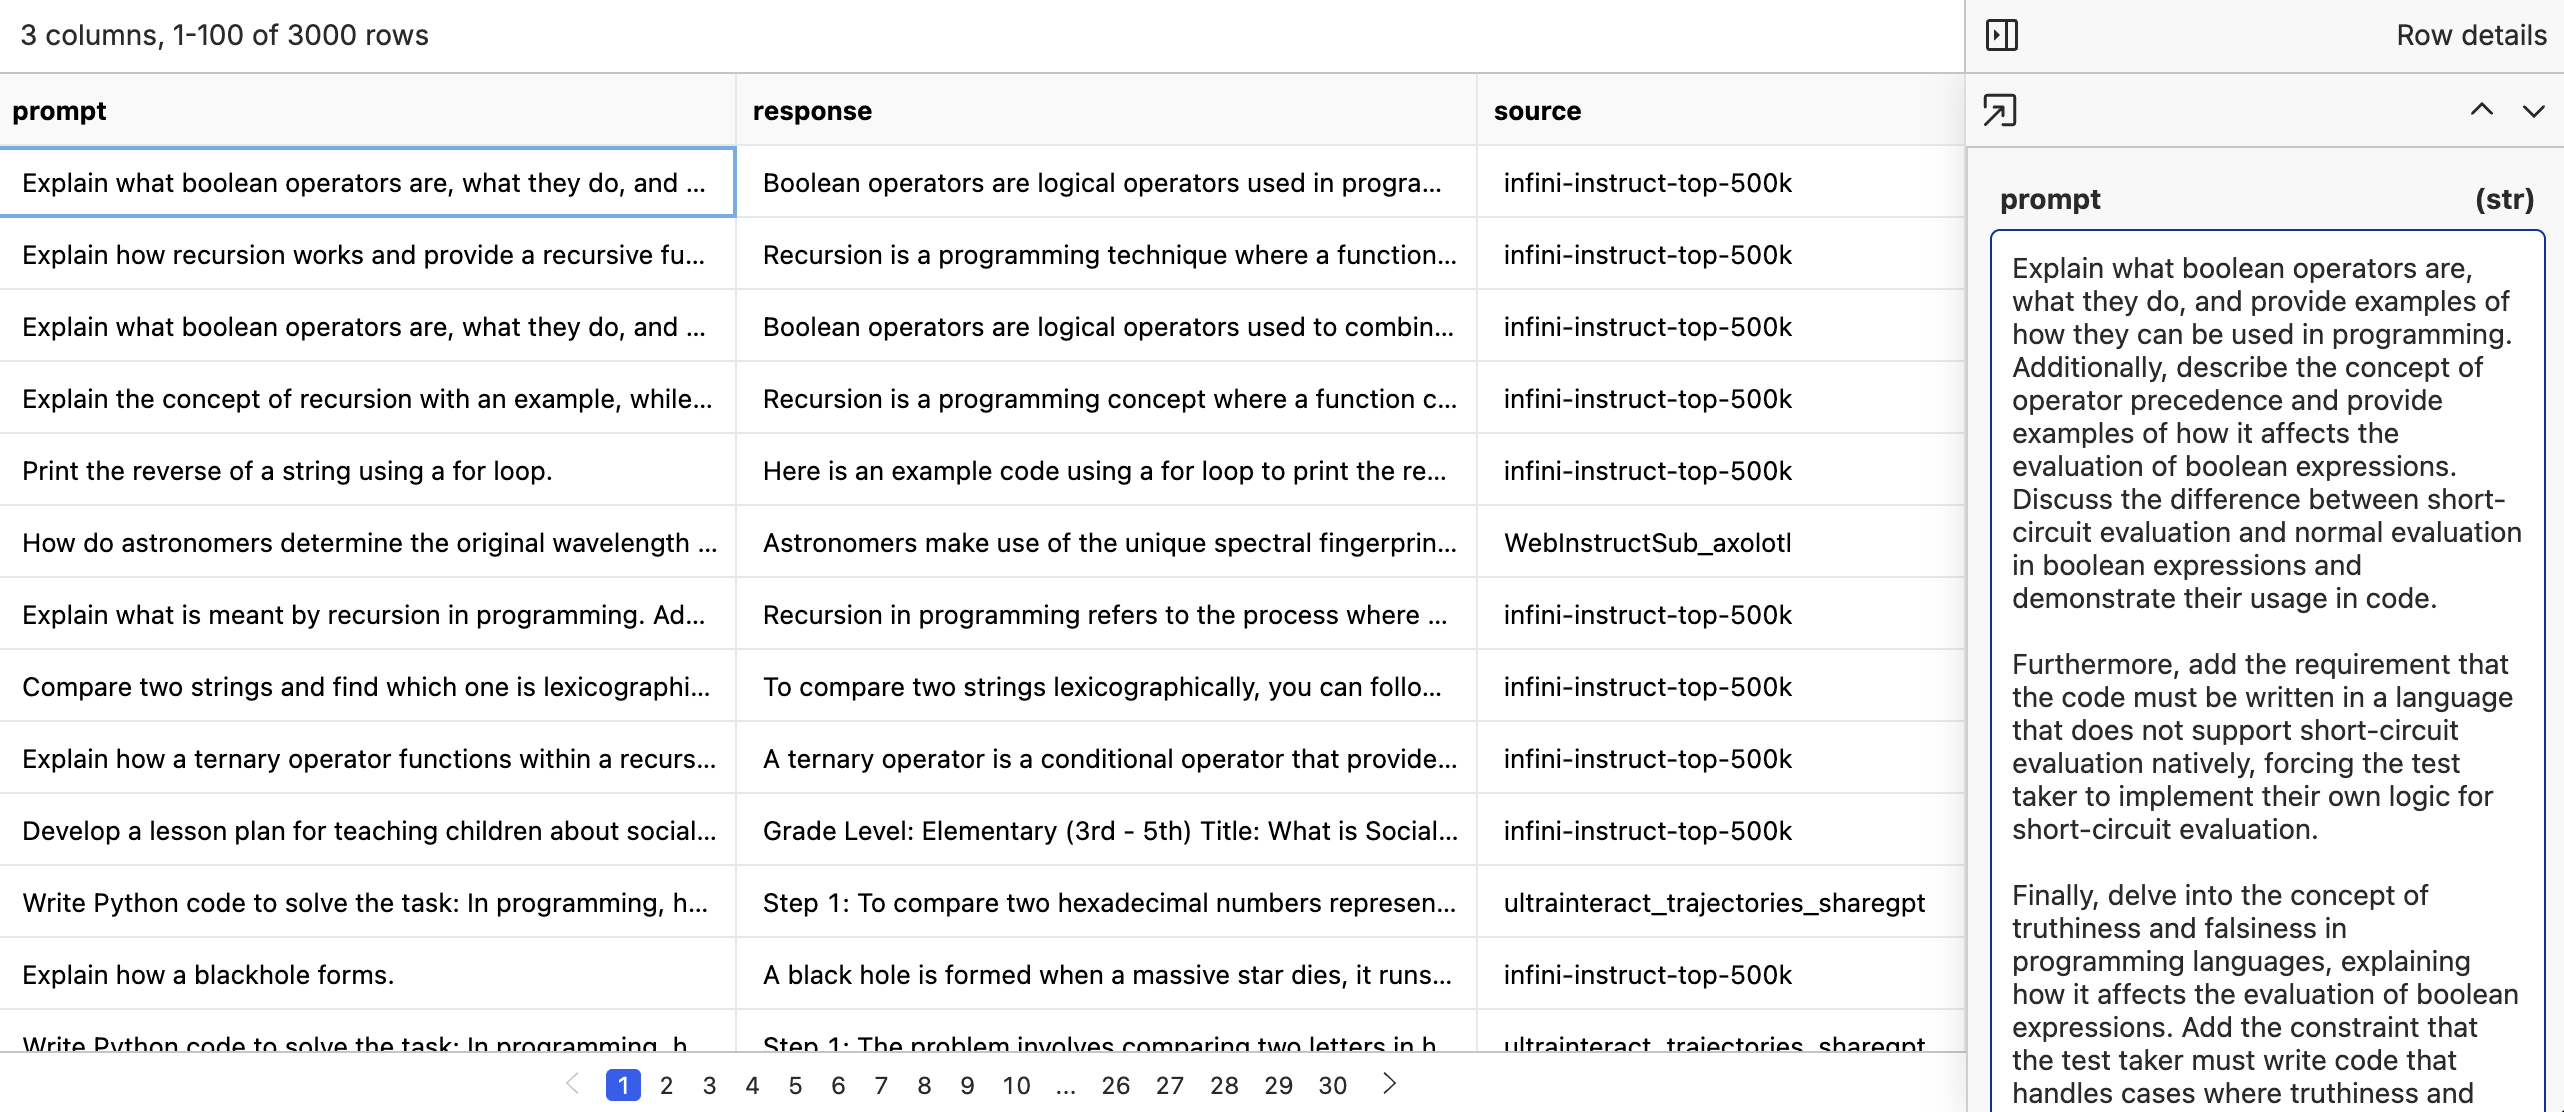 3 columns, 1-100 of 3000 rows
Row details
prompt response source
Explain what boolean operators are, what they do, and ... Boolean operators are logical operators used in progra... infini-instruct-top-500k
Explain how recursion works and provide a recursive fu... Recursion is a programming technique where a function... infini-instruct-top-500k
Explain what boolean operators are, what they do, and ... Boolean operators are logical operators used to combin... infini-instruct-top-500k
Explain the concept of recursion with an example, while... Recursion is a programming concept where a function c... infini-instruct-top-500k
Print the reverse of a string using a for loop. Here is an example code using a for loop to print the re... infini-instruct-top-500k
How do astronomers determine the original wavelength ... Astronomers make use of the unique spectral fingerprin... WebInstructSub_axolotl
Explain what is meant by recursion in programming. Ad... Recursion in programming refers to the process where ... infini-instruct-top-500k
Compare two strings and find which one is lexicographi... To compare two strings lexicographically, you can follo... infini-instruct-top-500k
Explain how a ternary operator functions within a recurs... A ternary operator is a conditional operator that provide... infini-instruct-top-500k
Develop a lesson plan for teaching children about social... Grade Level: Elementary (3rd - 5th) Title: What is Social... infini-instruct-top-500k
Write Python code to solve the task: In programming, h... Step 1: To compare two hexadecimal numbers represen... ultrainteract_trajectories_sharegpt
Explain how a blackhole forms. A black hole is formed when a massive star dies, it runs... infini-instruct-top-500k
Write Python code to solve the task: In programming, h... Step 1: The problem involves comparing two letters in h... ultrainteract_trajectories_sharegpt
1 2 3 4 5 6 7 8 9 10 ... 26 27 28 29 30
prompt (str)
Explain what boolean operators are,
what they do, and provide examples of
how they can be used in programming.
Additionally, describe the concept of
operator precedence and provide
examples of how it affects the
evaluation of boolean expressions.
Discuss the difference between short-
circuit evaluation and normal evaluation
in boolean expressions and
demonstrate their usage in code.
Furthermore, add the requirement that
the code must be written in a language
that does not support short-circuit
evaluation natively, forcing the test
taker to implement their own logic for
short-circuit evaluation.
Finally, delve into the concept of
truthiness and falsiness in
programming languages, explaining
how it affects the evaluation of boolean
expressions. Add the constraint that
the test taker must write code that
handles cases where truthiness and